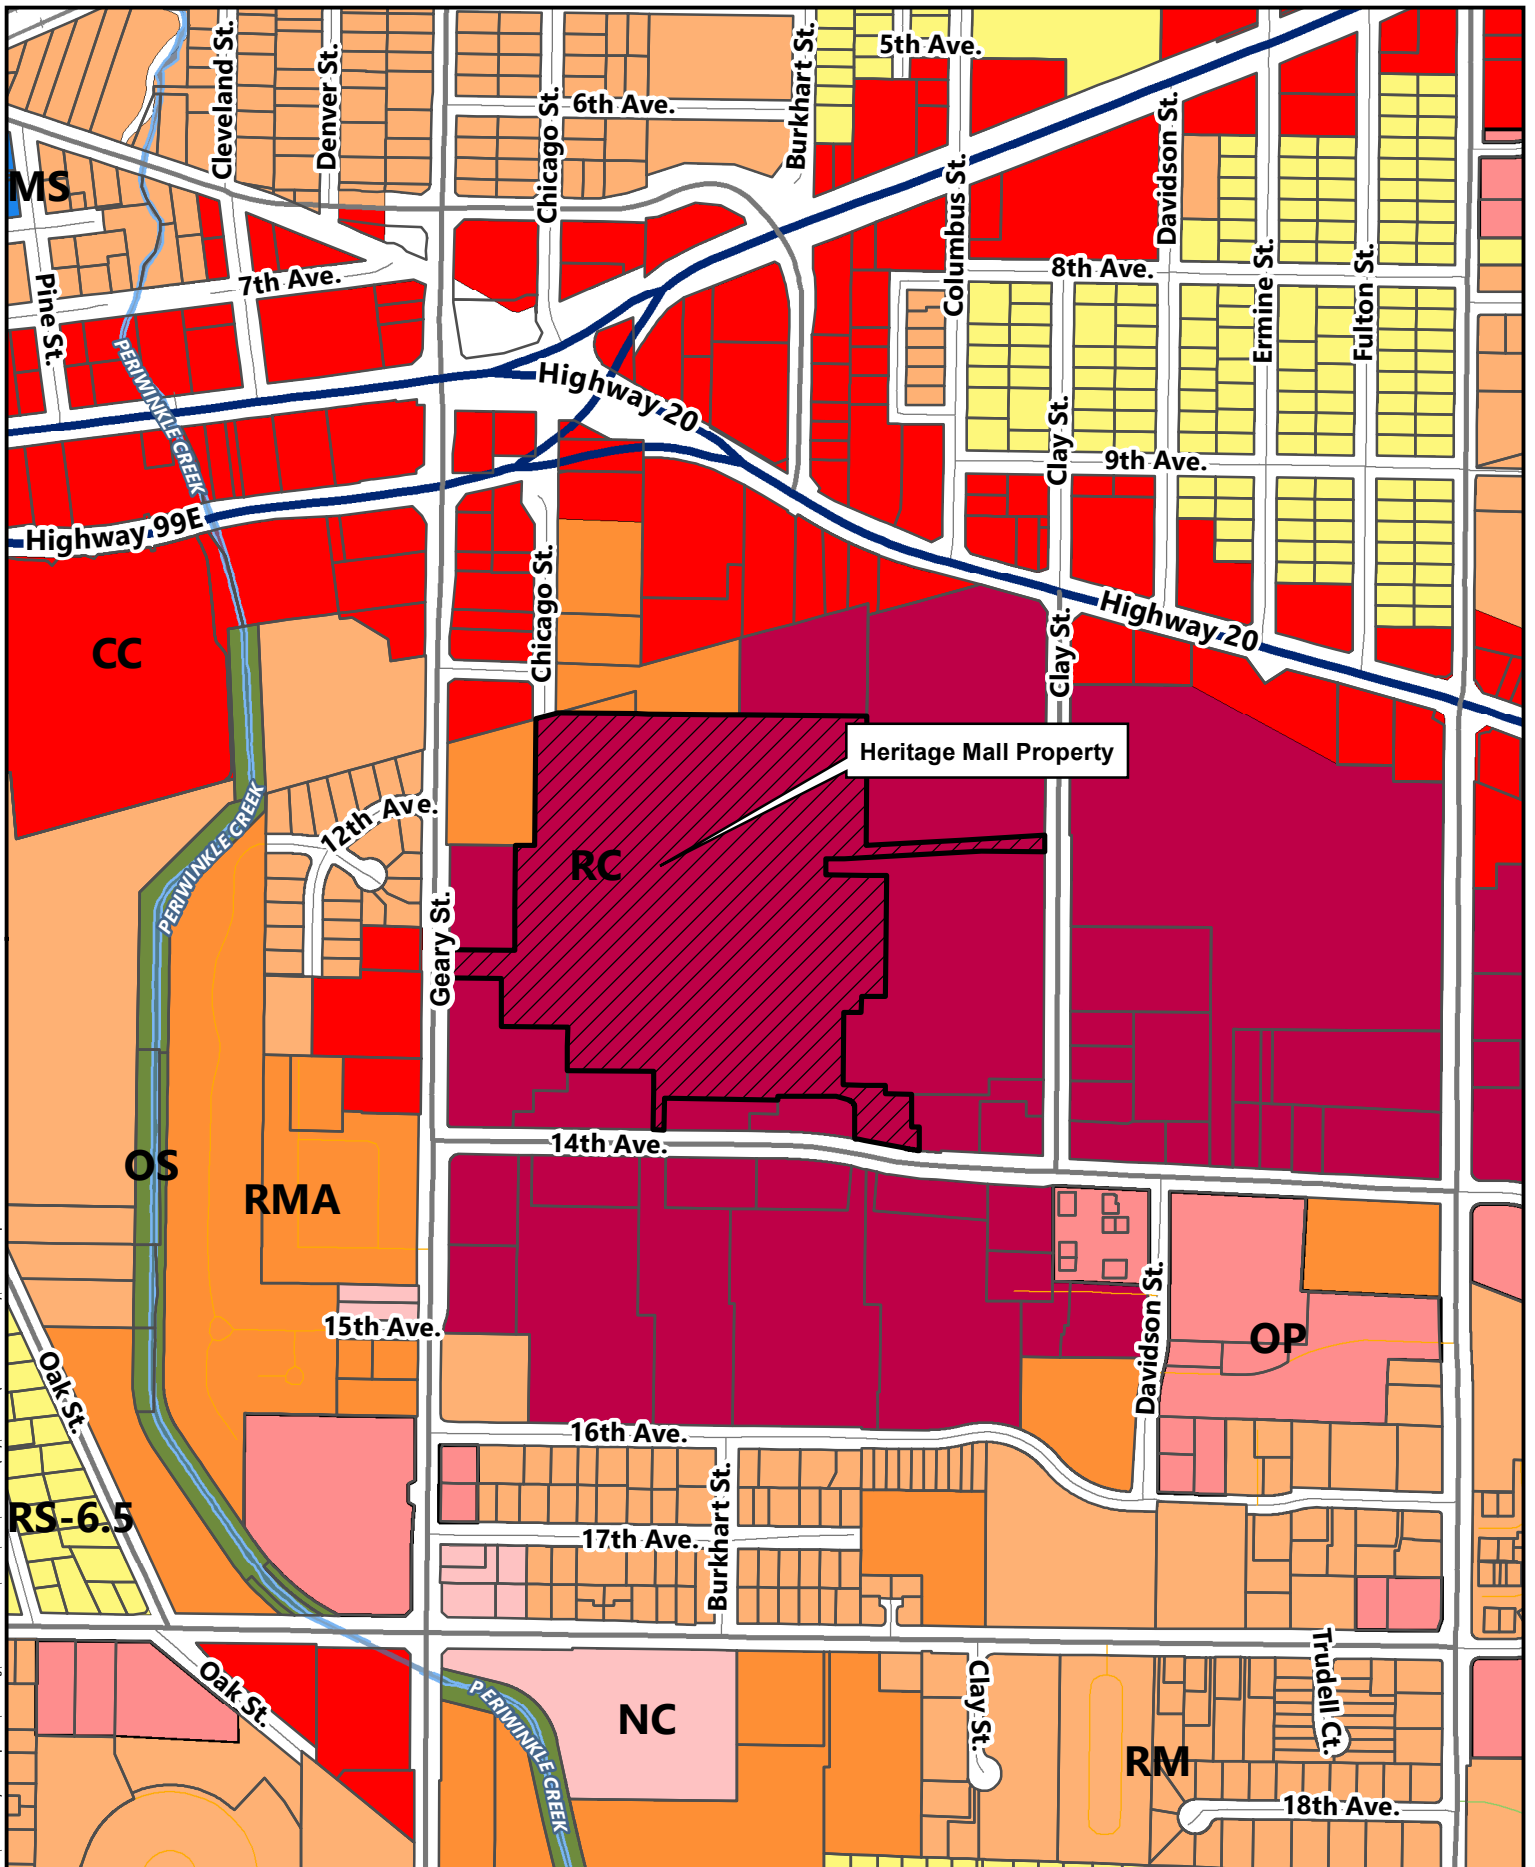 Cleveland St.
Denver St.
Chicago St.
6th Ave.
Burkhart St.
5th Ave.
Columbus St.
Davidson St.
MS
Pine St.
7th Ave.
8th Ave.
Ermine St.
Fulton St.
PERIWINKLE CREEK
Highway 20
Clay St.
9th Ave.
Highway 99E
Chicago St.
Highway 20
CC
Clay St.
Heritage Mall Property
12th Ave.
PERIWINKLE CREEK
RC
Geary St.
14th Ave.
OS
RMA
15th Ave.
Davidson St.
OP
Oak St.
16th Ave.
Burkhart St.
RS-6.5
17th Ave.
Oak St.
PERIWINKLE CREEK
NC
Clay St.
Trudell Ct.
RM
18th Ave.